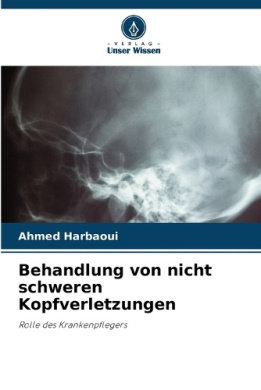 - VERLAG -
Unser Wissen
Ahmed Harbaoui
Behandlung von nicht
schweren
Kopfverletzungen
Rolle des Krankenpflegers